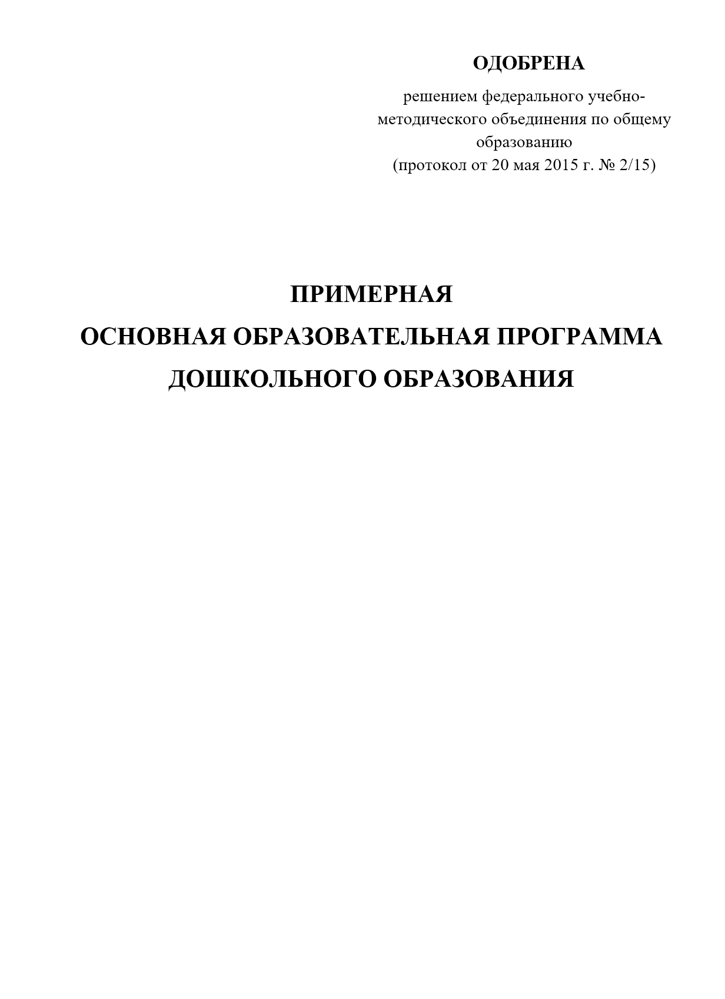 ОДОБРЕНА
решением федерального учебно-
методического объединения по общему
образованию
(протокол от 20 мая 2015 г. № 2/15)
ПРИМЕРНАЯ
ОСНОВНАЯ ОБРАЗОВАТЕЛЬНАЯ ПРОГРАММА
ДОШКОЛЬНОГО ОБРАЗОВАНИЯ